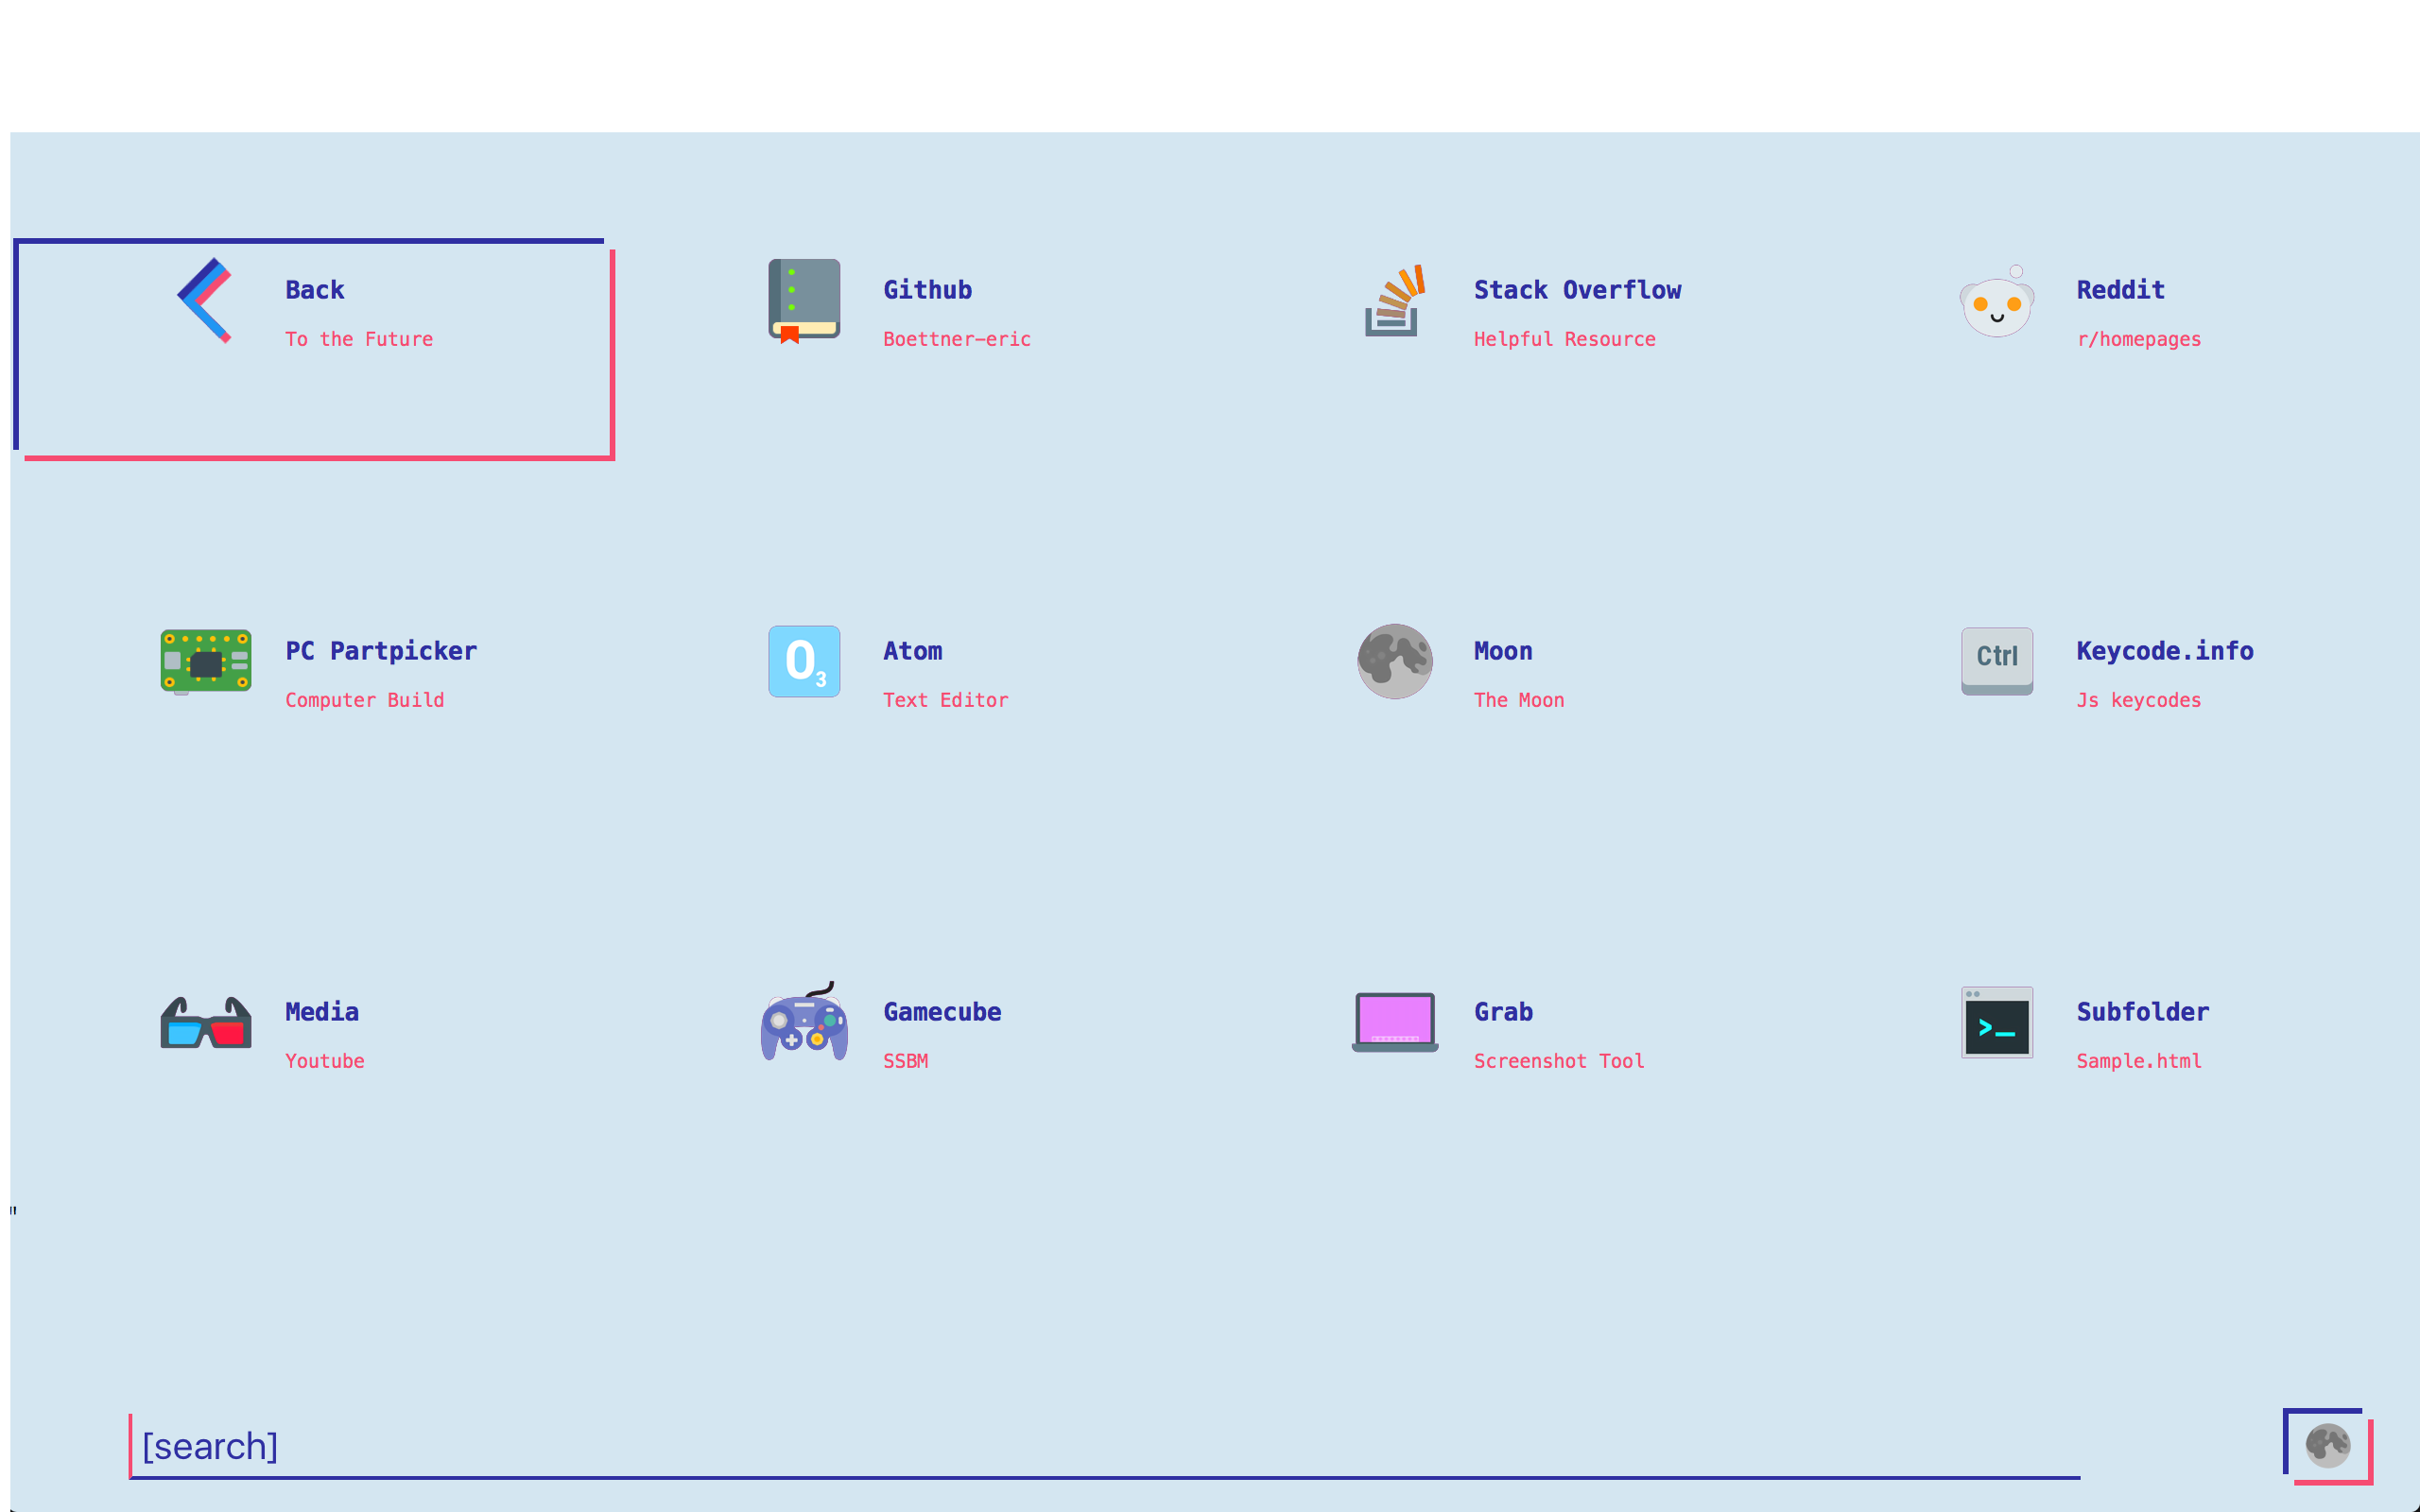 Back
To the Future
Github
Boettner-eric
Stack Overflow
Helpful Resource
Reddit
r/homepages
PC Partpicker
Computer Build
O3
Atom
Text Editor
Moon
The Moon
Ctrl
Keycode.info
Js keycodes
Media
Youtube
Gamecube
SSBM
Grab
Screenshot Tool
>_
Subfolder
Sample.html
"
[search]